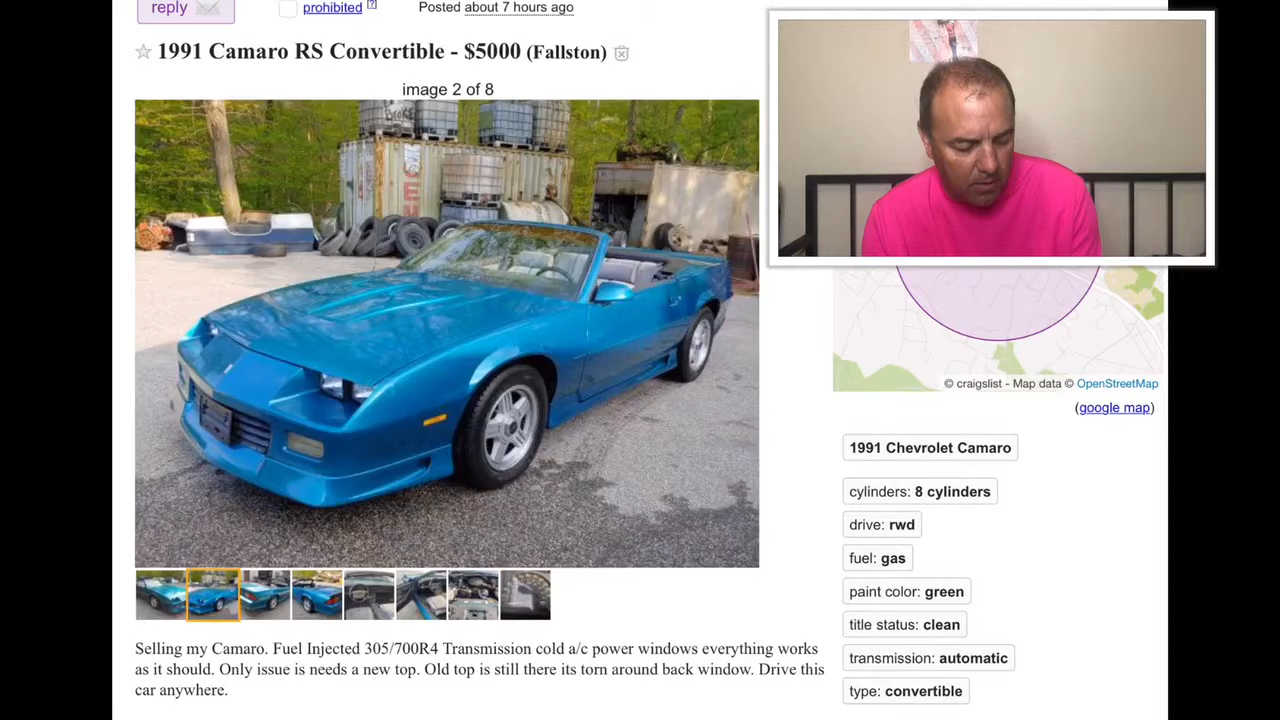 reply
prohibited [?]
Posted about 7 hours ago
1991 Camaro RS Convertible - $5000 (Fallston)
image 2 of 8
© craigslist - Map data © OpenStreetMap
(google map)
1991 Chevrolet Camaro
cylinders: 8 cylinders
drive: rwd
fuel: gas
paint color: green
title status: clean
transmission: automatic
type: convertible
Selling my Camaro. Fuel Injected 305/700R4 Transmission cold a/c power windows everything works
as it should. Only issue is needs a new top. Old top is still there its torn around back window. Drive this
car anywhere.